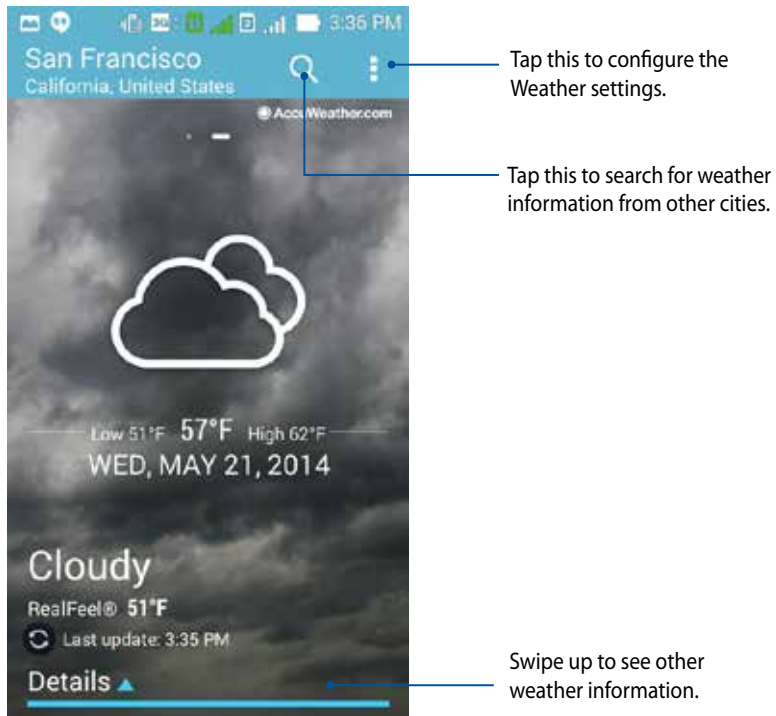 3:36 PM
San Francisco
California, United States
AccuWeather.com
Low 51°F 57°F High 62°F
WED, MAY 21, 2014
Cloudy
RealFeel® 51°F
Last update: 3:35 PM
Details
Tap this to configure the
Weather settings.
Tap this to search for weather
information from other cities.
Swipe up to see other
weather information.